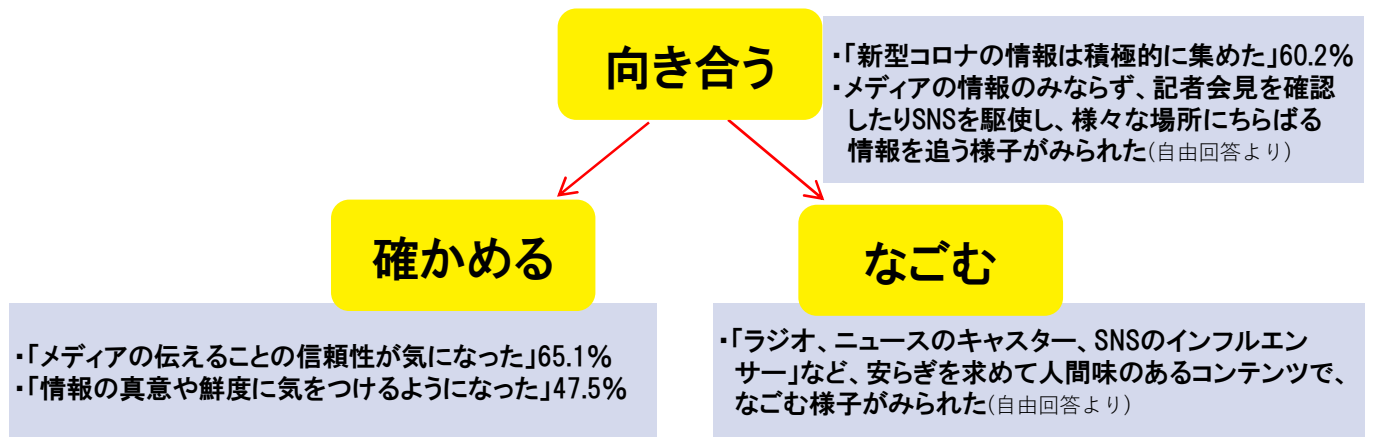 向き合う
・「新型コロナの情報は積極的に集めた」60.2%
・メディアの情報のみならず、記者会見を確認
したりSNSを駆使し、様々な場所にちらばる
情報を追う様子がみられた(自由回答より)
確かめる
・「メディアの伝えることの信頼性が気になった」65.1%
・「情報の真意や鮮度に気をつけるようになった」47.5%
なごむ
・「ラジオ、ニュースのキャスター、SNSのインフルエン
サー」など、安らぎを求めて人間味のあるコンテンツで、
なごむ様子がみられた(自由回答より)